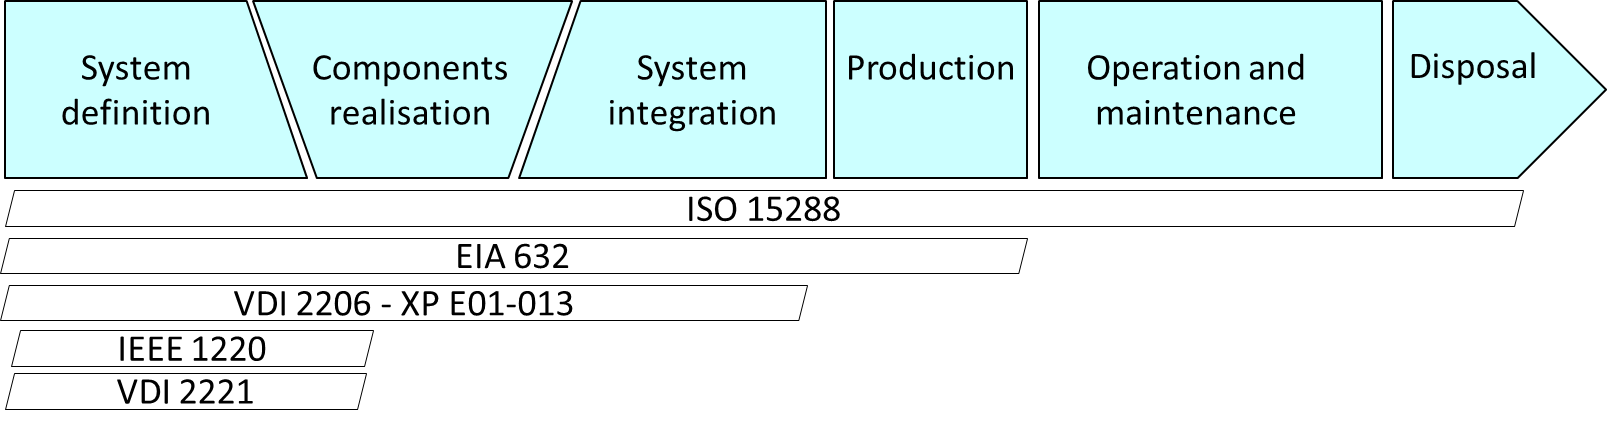 System
definition
Components
realisation
System
integration
Production
Operation and
maintenance
Disposal
ISO 15288
EIA 632
VDI 2206 - XP E01-013
IEEE 1220
VDI 2221